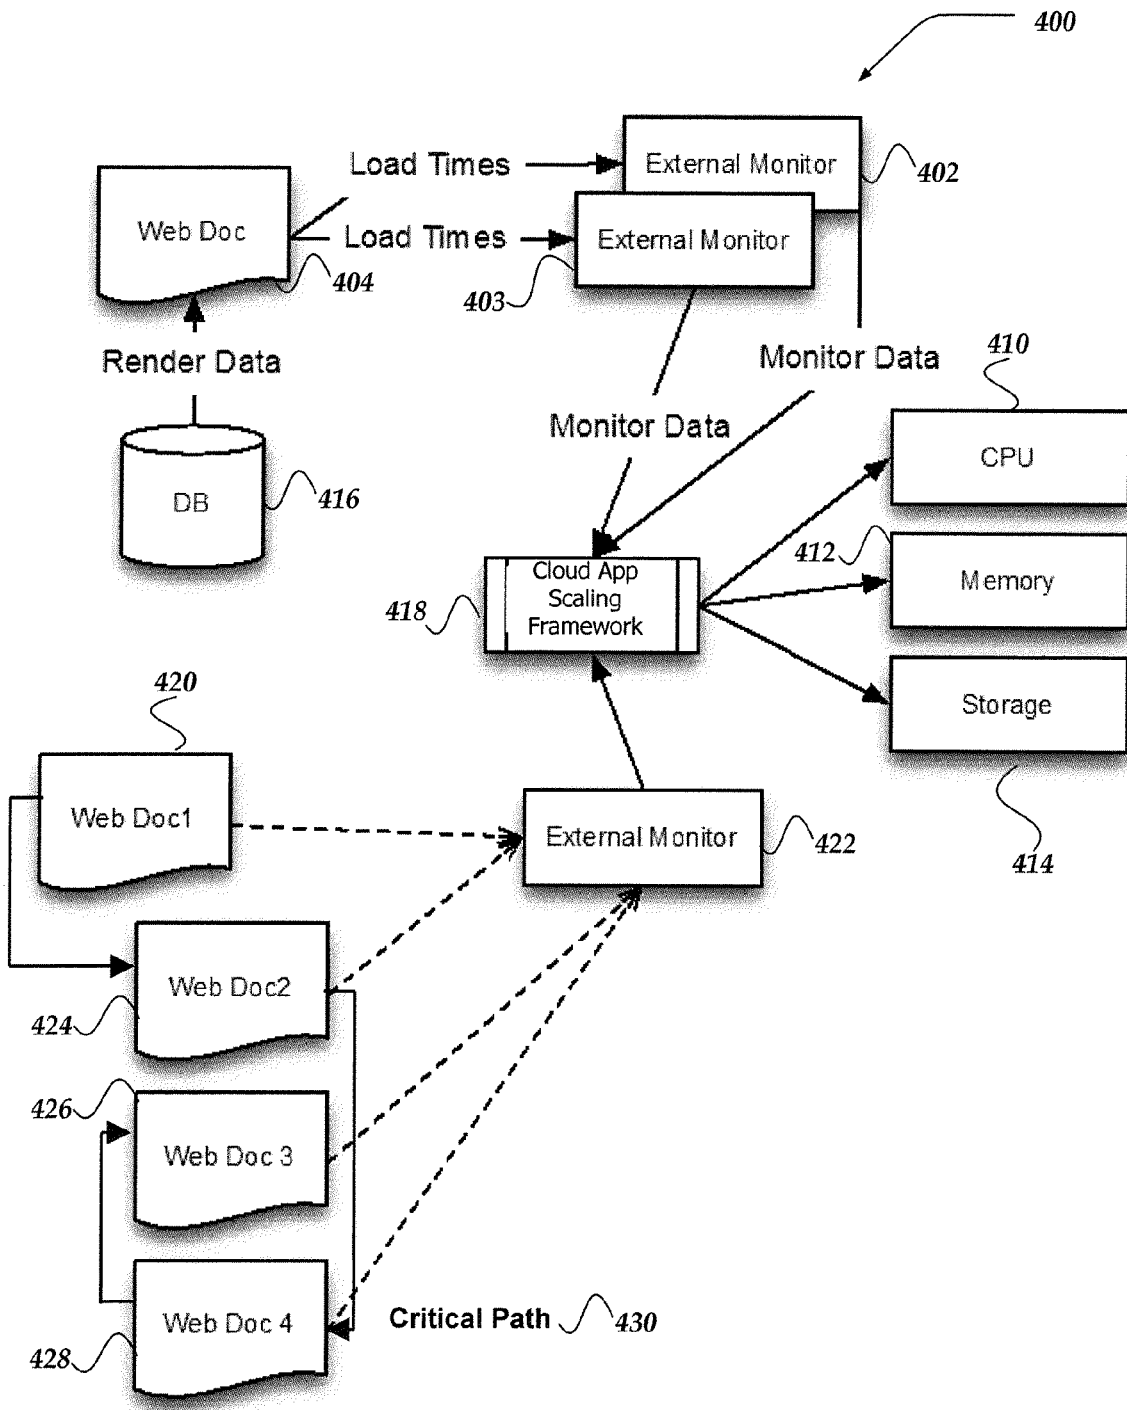 400
Load Times
External Monitor
402
Web Doc
Load Times
External Monitor
404
403
Render Data
Monitor Data
410
Monitor Data
CPU
DB
416
412
Cloud App
Scaling
Framework
418
Memory
420
Storage
Web Doc1
External Monitor
422
414
Web Doc2
424
426
Web Doc 3
Web Doc 4
Critical Path
430
428